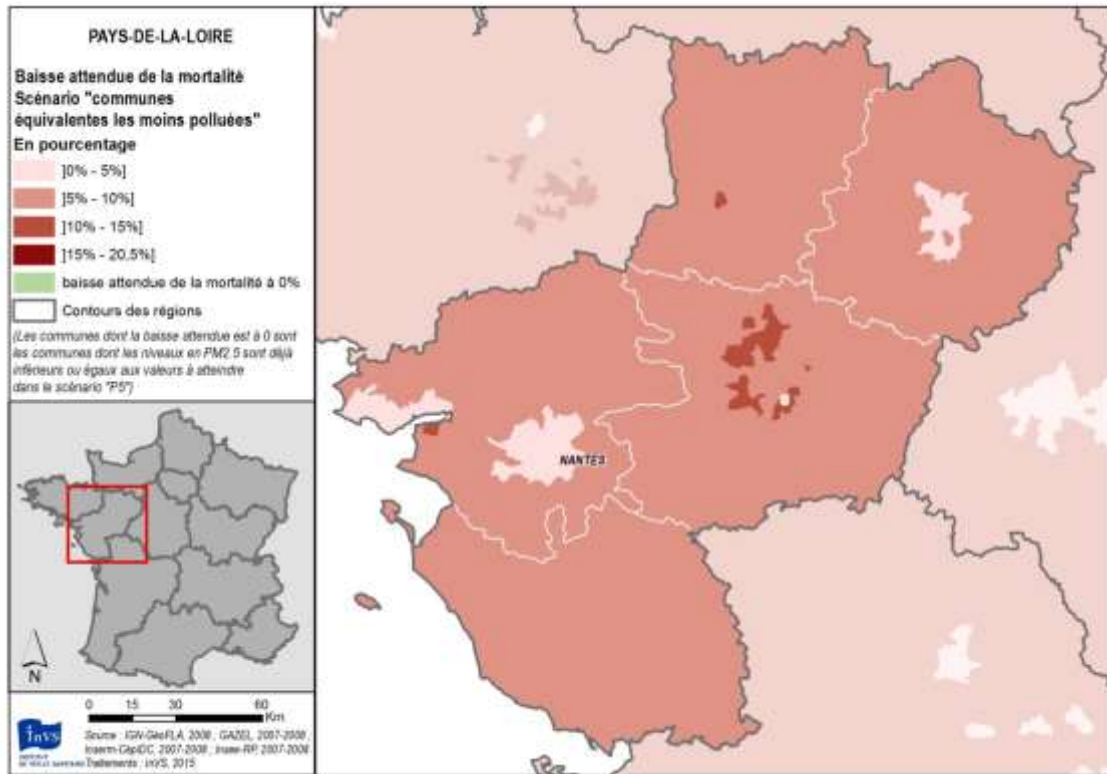 PAYS-DE-LA-LOIRE
Baisse attendue de la mortalité
Scénario "communes
équivalentes les moins polluées"
En pourcentage
]0% - 5%]
]5% - 10%]
]10% - 15%]
]15% - 20,5%]
baisse attendue de la mortalité à 0%
Contours des régions
(Les communes dont la baisse attendue est à 0 sont
les communes dont les niveaux en PM2.5 sont déjà
inférieurs ou égaux aux valeurs à atteindre
dans le scénario "P5")
NANTES
N
0 15 30 60
Km
InVS
INSTITUT
DE VEILLE SANITAIRE
Source : IGN-GéoFLA, 2008 ; GAZEL, 2007-2008 ;
Inserm-CépiDC, 2007-2008 ; Insee-RP, 2007-2008
Traitements : InVS, 2015